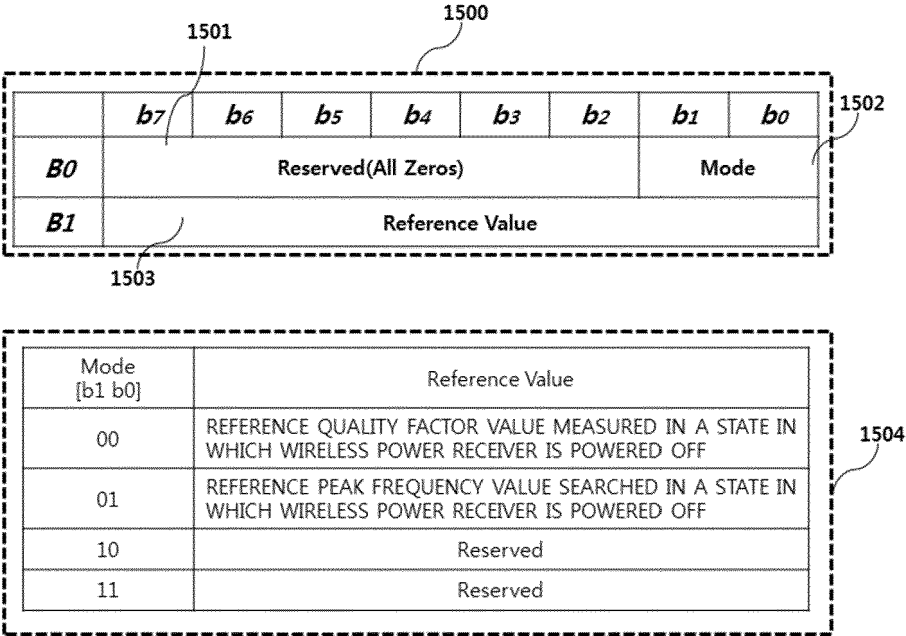 1500
1501
b7 b6 b5 b4 b3 b2 b1 b0
1502
B0 Reserved(All Zeros) Mode
B1 Reference Value
1503
Mode
[b1 b0]
Reference Value
00
REFERENCE QUALITY FACTOR VALUE MEASURED IN A STATE IN
WHICH WIRELESS POWER RECEIVER IS POWERED OFF
1504
01
REFERENCE PEAK FREQUENCY VALUE SEARCHED IN A STATE IN
WHICH WIRELESS POWER RECEIVER IS POWERED OFF
10 Reserved
11 Reserved